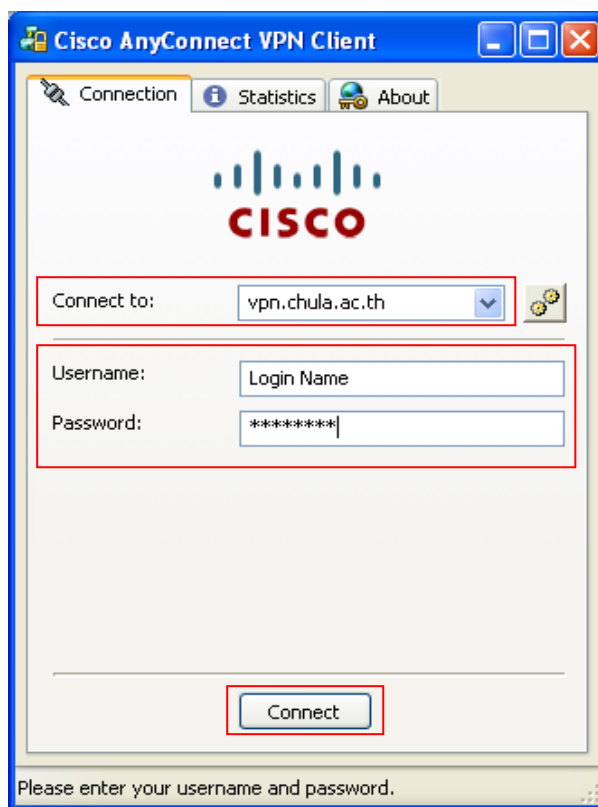 Cisco AnyConnect VPN Client
Connection Statistics About
CISCO
Connect to: vpn.chula.ac.th
Username: Login Name
Password: ********
Connect
Please enter your username and password.